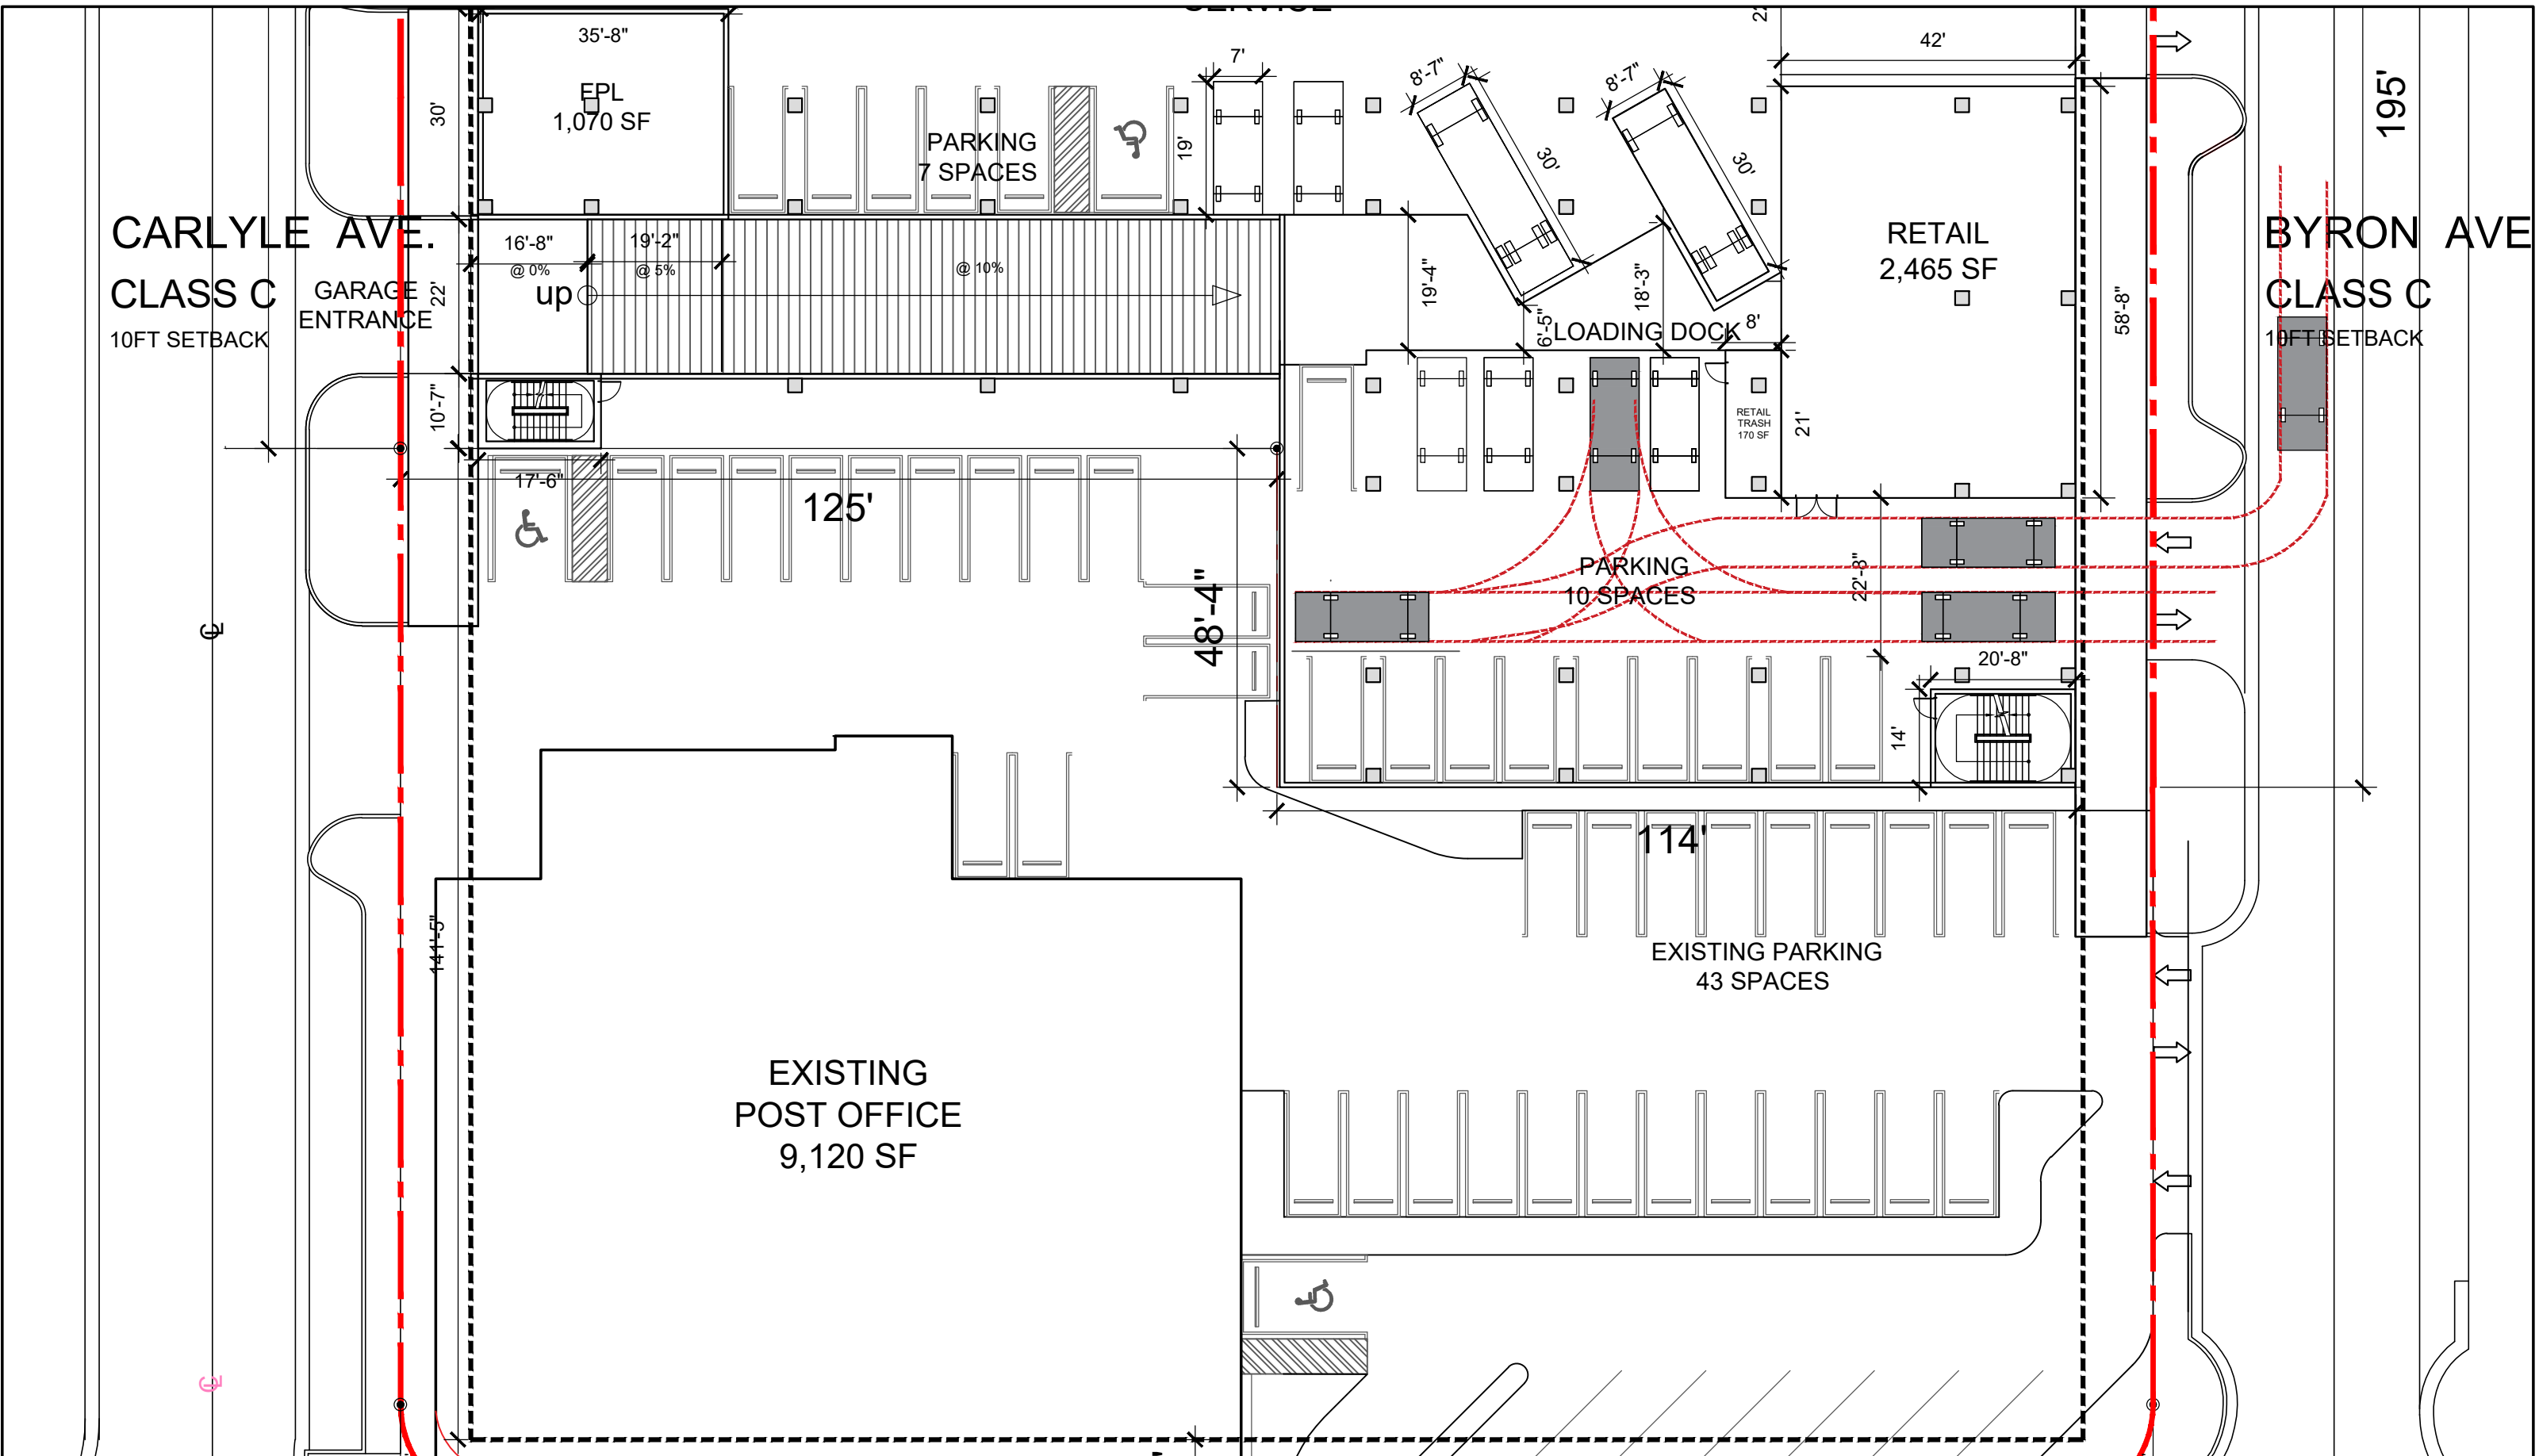 SERVICE
35'-8"
7'
8'-7"
8'-7"
22
42'
195'
30'
FPL
1,070 SF
PARKING
7 SPACES
19'
30'
30'
CARLYLE AVE.
CLASS C
10FT SETBACK
GARAGE
ENTRANCE
22'
16'-8"
@ 0%
19'-2"
@ 5%
@ 10%
up
19'-4"
6'-5"
18'-3"
LOADING DOCK
8'
RETAIL
2,465 SF
58'-8"
BYRON AVE
CLASS C
10FT SETBACK
10'-7"
RETAIL
TRASH
170 SF
21'
17'-6"
125'
48'-4"
PARKING
10 SPACES
22'-8"
20'-8"
14'
114'
141'-5"
EXISTING PARKING
43 SPACES
EXISTING
POST OFFICE
9,120 SF